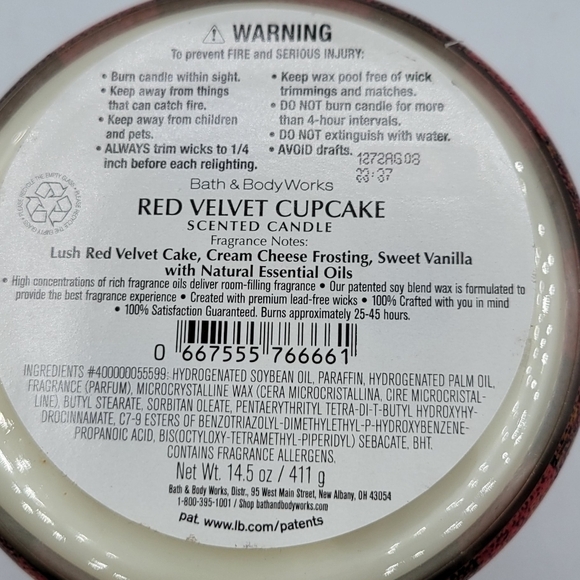 ⚠ WARNING
To prevent FIRE and SERIOUS INJURY:
• Burn candle within sight.
• Keep away from things
that can catch fire.
• Keep away from children
and pets.
• ALWAYS trim wicks to 1/4
inch before each relighting.
• Keep wax pool free of wick
trimmings and matches.
• DO NOT burn candle for more
than 4-hour intervals.
• DO NOT extinguish with water.
• AVOID drafts.
1272AG08
23:37
Bath & Body Works
RED VELVET CUPCAKE
SCENTED CANDLE
Fragrance Notes:
Lush Red Velvet Cake, Cream Cheese Frosting, Sweet Vanilla
with Natural Essential Oils
• High concentrations of rich fragrance oils deliver room-filling fragrance • Our patented soy blend wax is formulated to
provide the best fragrance experience • Created with premium lead-free wicks • 100% Crafted with you in mind
• 100% Satisfaction Guaranteed. Burns approximately 25-45 hours.
0 667555 766661
INGREDIENTS #400000055599: HYDROGENATED SOYBEAN OIL, PARAFFIN, HYDROGENATED PALM OIL,
FRAGRANCE (PARFUM), MICROCRYSTALLINE WAX (CERA MICROCRISTALLINA, CIRE MICROCRISTAL-
LINE), BUTYL STEARATE, SORBITAN OLEATE, PENTAERYTHRITYL TETRA-DI-T-BUTYL HYDROXYHY-
DROCINNAMATE, C7-9 ESTERS OF BENZOTRIAZOLYL-DIMETHYLETHYL-P-HYDROXYBENZENE-
PROPANOIC ACID, BIS(OCTYLOXY-TETRAMETHYL-PIPERIDYL) SEBACATE, BHT.
CONTAINS FRAGRANCE ALLERGENS.
Net Wt. 14.5 oz / 411 g
Bath & Body Works, Distr., 95 West Main Street, New Albany, OH 43054
1-800-395-1001 / Shop bathandbodyworks.com
pat. www.lb.com/patents